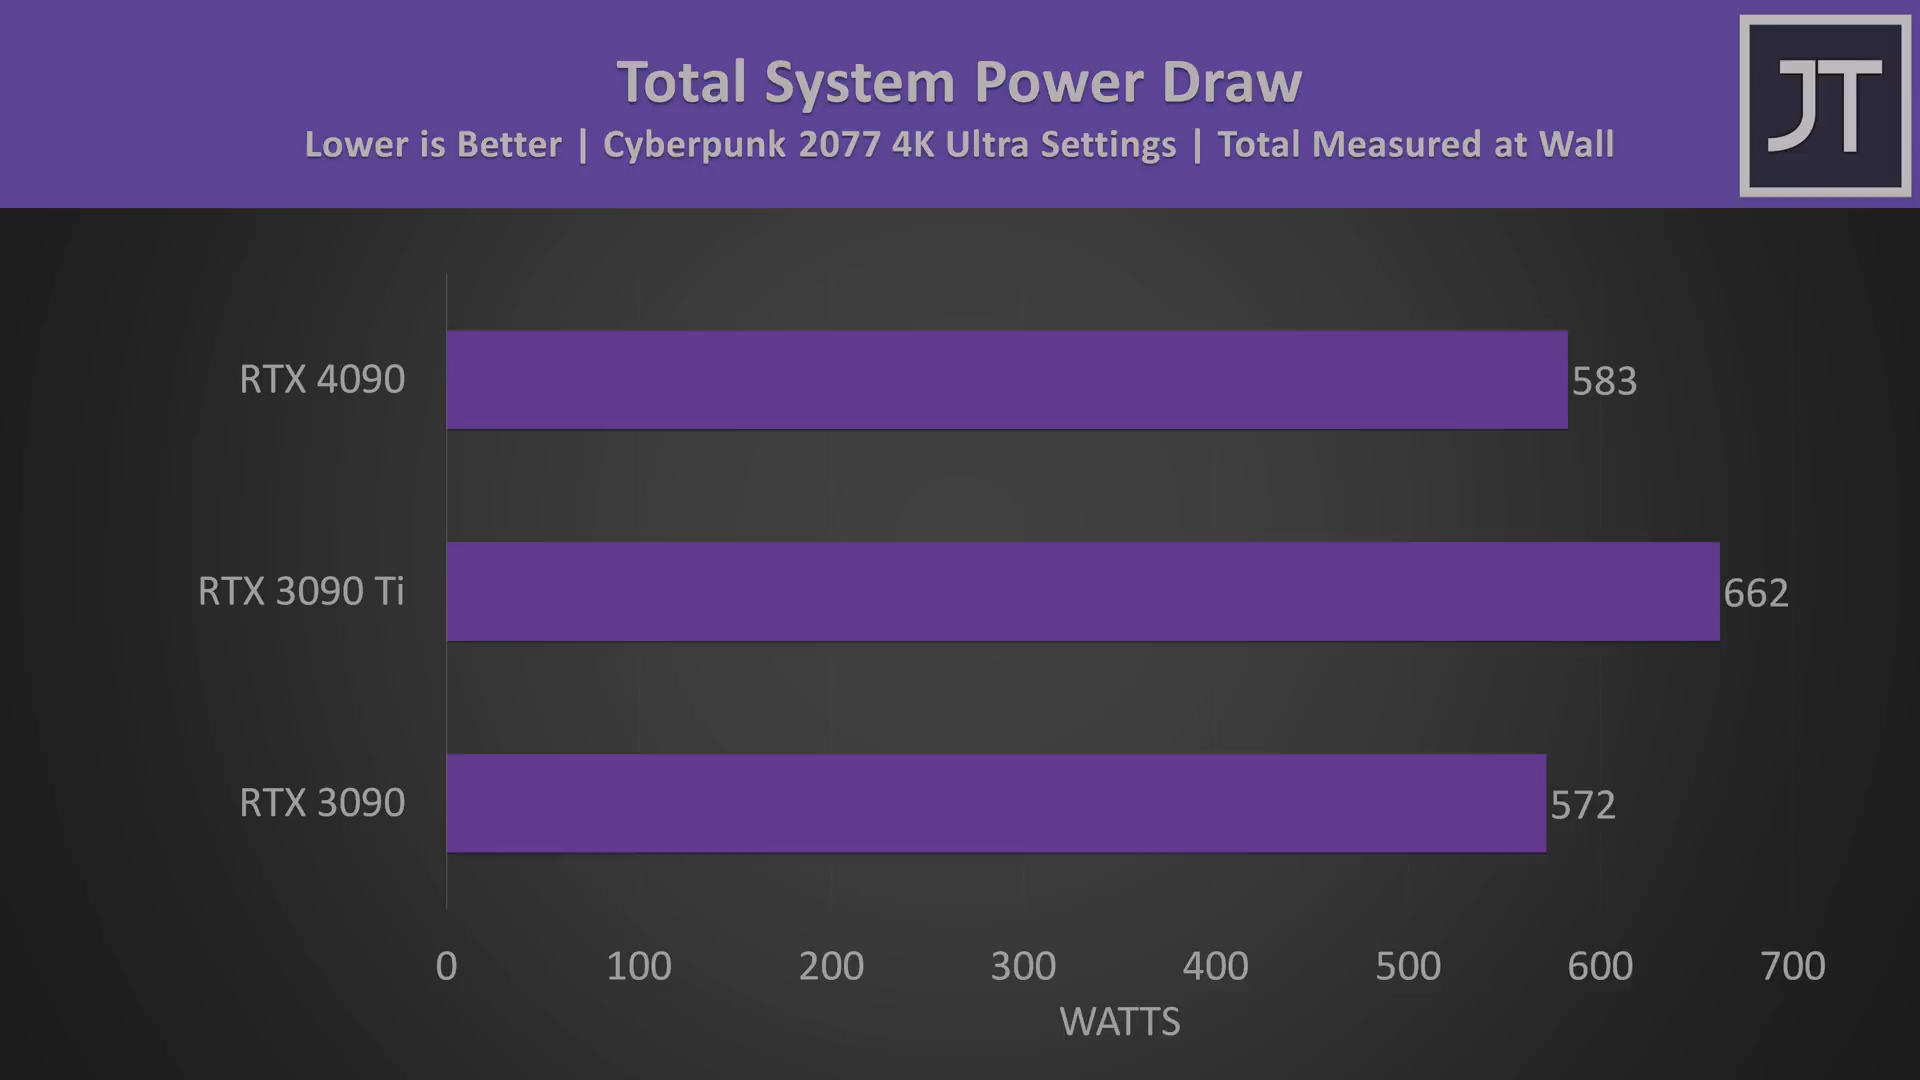 Total System Power Draw
Lower is Better | Cyberpunk 2077 4K Ultra Settings | Total Measured at Wall
JT
RTX 4090
583
RTX 3090 Ti
662
RTX 3090
572
0 100 200 300 400 500 600 700
WATTS